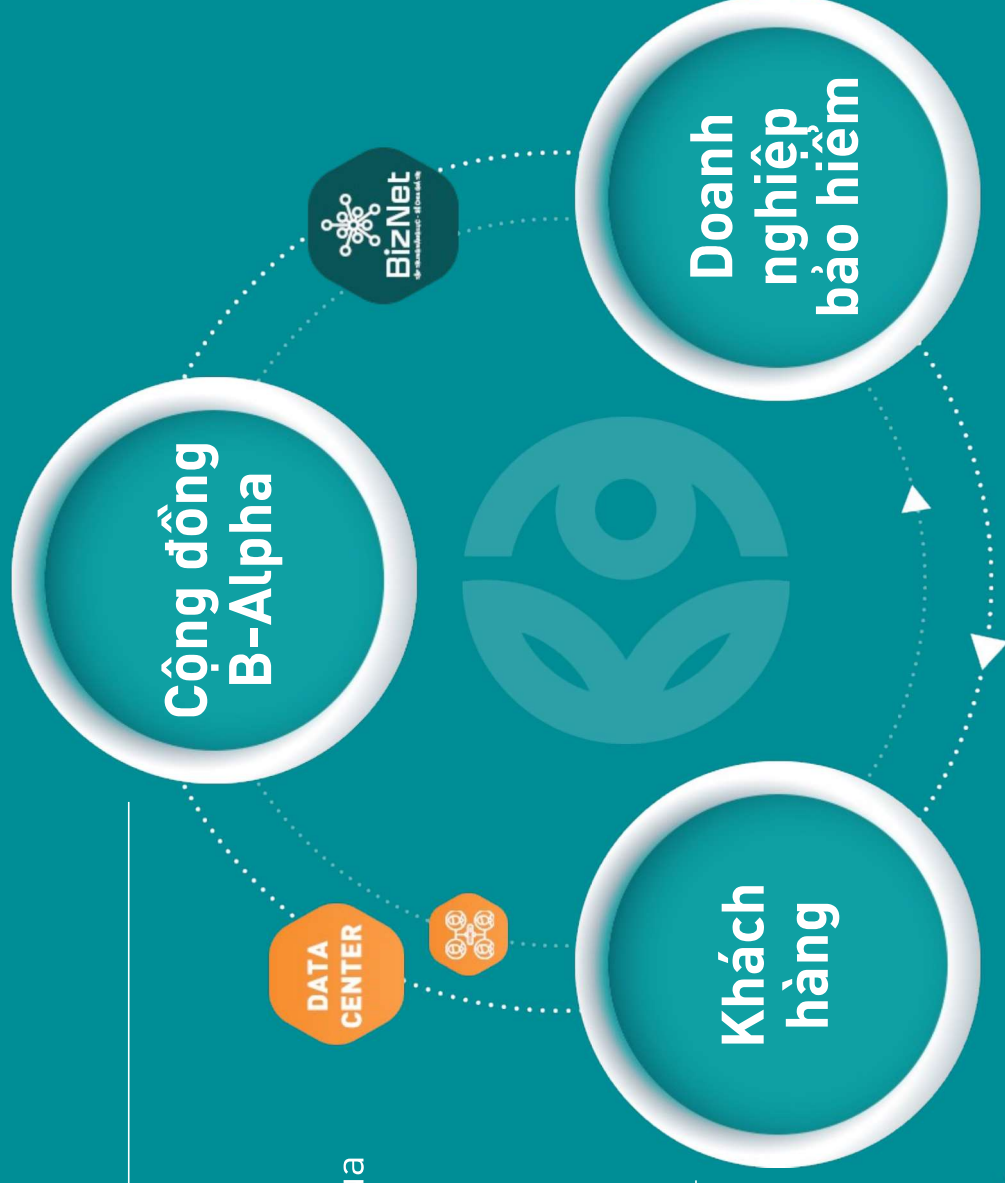 Cộng đồng
B-Alpha
DATA
CENTER
BizNet
Khách
hàng
Doanh
nghiệp
bảo hiểm